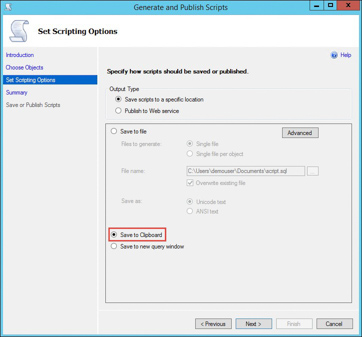 Generate and Publish Scripts
Set Scripting Options
Introduction
Choose Objects
Set Scripting Options
Summary
Save or Publish Scripts
Help
Specify how scripts should be saved or published.
Output Type
Save scripts to a specific location
Publish to Web service
Save to file
Advanced
Files to generate:
Single file
Single file per object
File name:
C:\Users\demouser\Documents\script.sql
...
Overwrite existing file
Save as:
Unicode text
ANSI text
Save to Clipboard
Save to new query window
< Previous
Next >
Finish
Cancel